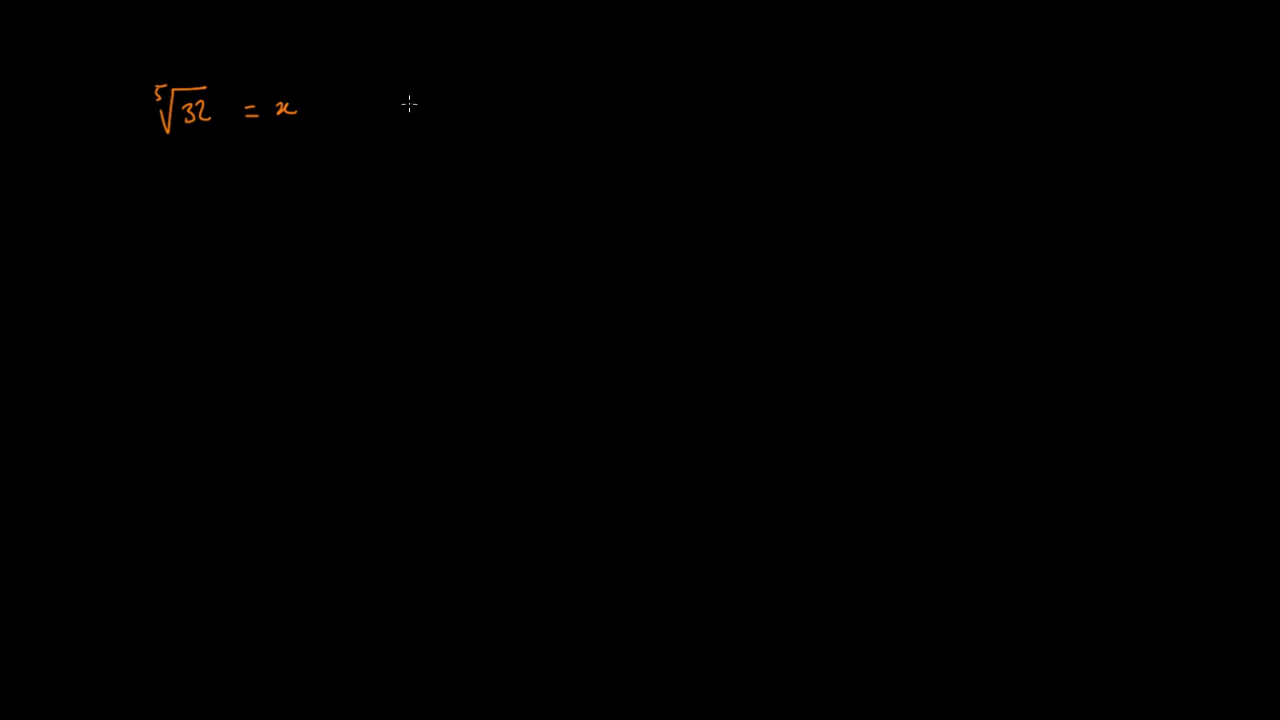 ⁵√32 = x